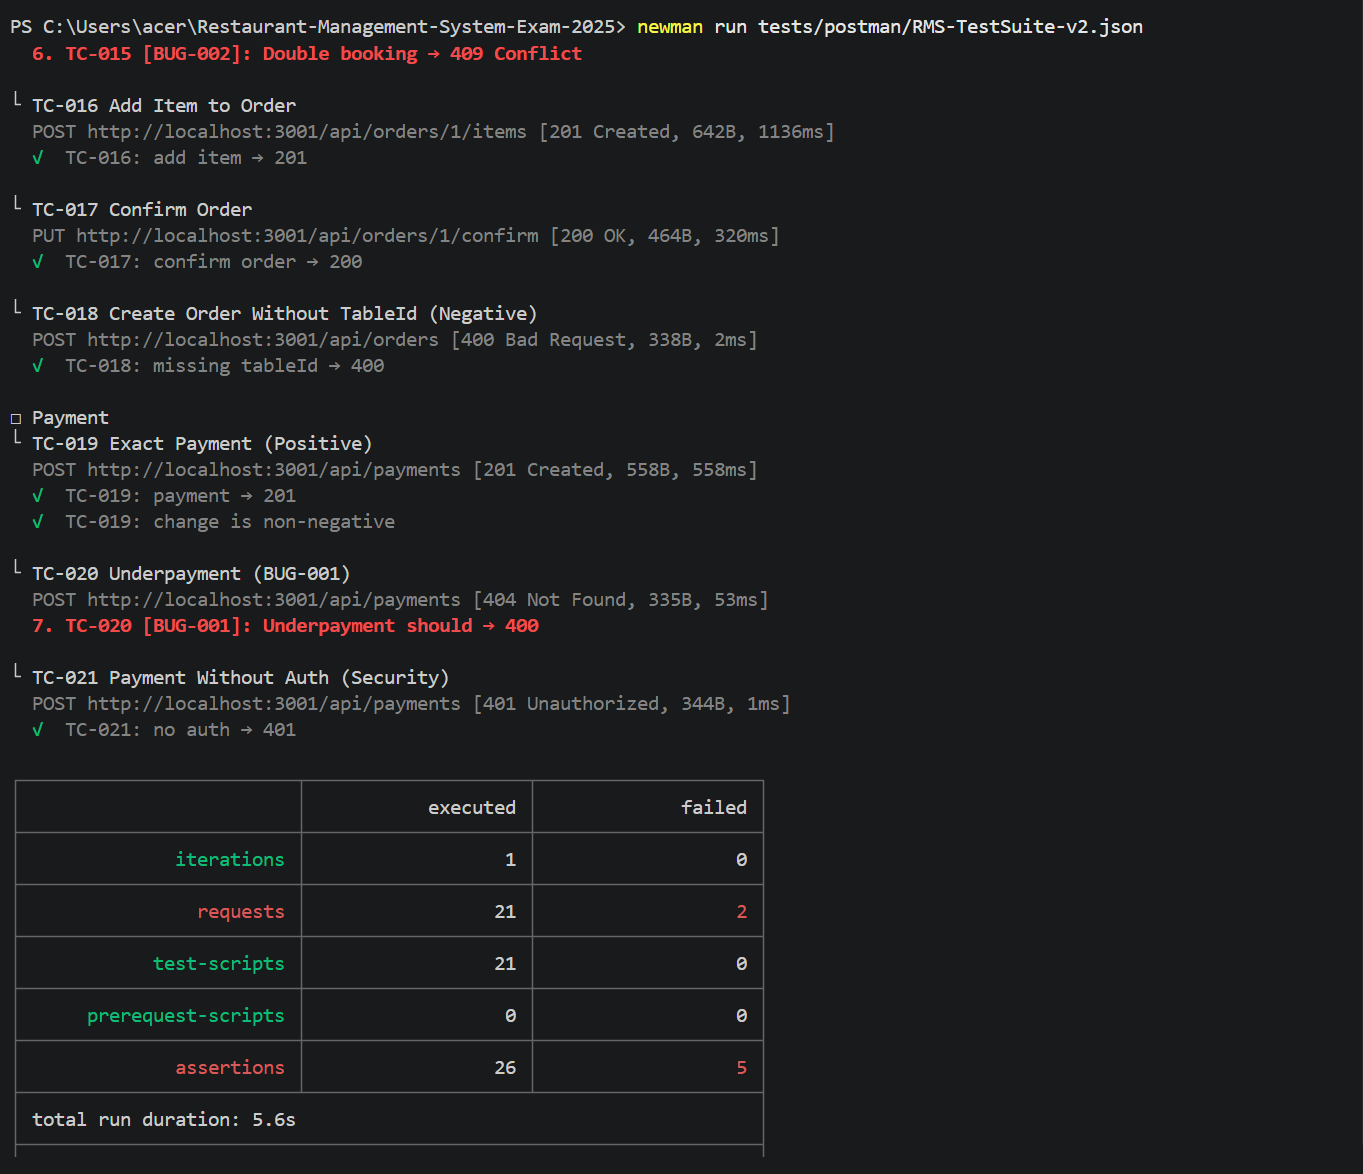 PS C:\Users\acer\Restaurant-Management-System-Exam-2025> newman run tests/postman/RMS-TestSuite-v2.json
6. TC-015 [BUG-002]: Double booking → 409 Conflict
└ TC-016 Add Item to Order
POST http://localhost:3001/api/orders/1/items [201 Created, 642B, 1136ms]
√ TC-016: add item → 201
└ TC-017 Confirm Order
PUT http://localhost:3001/api/orders/1/confirm [200 OK, 464B, 320ms]
√ TC-017: confirm order → 200
└ TC-018 Create Order Without TableId (Negative)
POST http://localhost:3001/api/orders [400 Bad Request, 338B, 2ms]
√ TC-018: missing tableId → 400
□ Payment
└ TC-019 Exact Payment (Positive)
POST http://localhost:3001/api/payments [201 Created, 558B, 558ms]
√ TC-019: payment → 201
√ TC-019: change is non-negative
└ TC-020 Underpayment (BUG-001)
POST http://localhost:3001/api/payments [404 Not Found, 335B, 53ms]
7. TC-020 [BUG-001]: Underpayment should → 400
└ TC-021 Payment Without Auth (Security)
POST http://localhost:3001/api/payments [401 Unauthorized, 344B, 1ms]
√ TC-021: no auth → 401
executed failed
iterations 1 0
requests 21 2
test-scripts 21 0
prerequest-scripts 0 0
assertions 26 5
total run duration: 5.6s